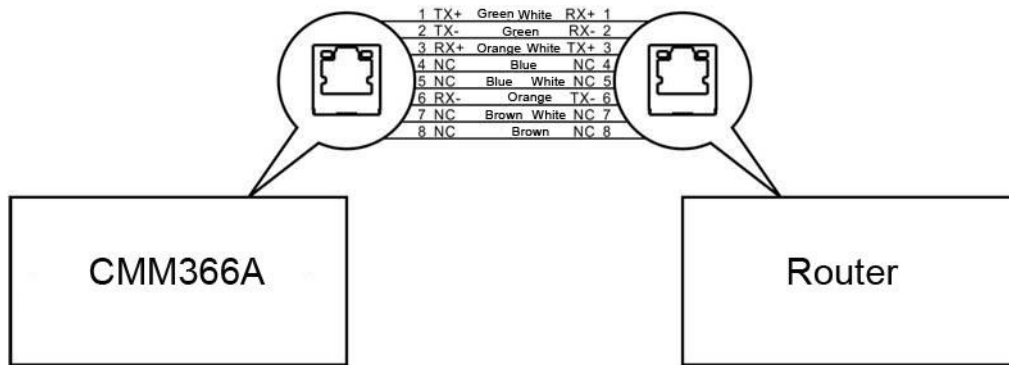 1 TX+ Green White RX+ 1
2 TX- Green RX- 2
3 RX+ Orange White TX+ 3
4 NC Blue NC 4
5 NC Blue White NC 5
6 RX- Orange TX- 6
7 NC Brown White NC 7
8 NC Brown NC 8
CMM366A
Router